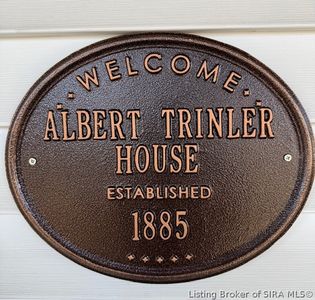 WELCOME
ALBERT TRINLER
HOUSE
ESTABLISHED
1885
Listing Broker of SIRA MLS©